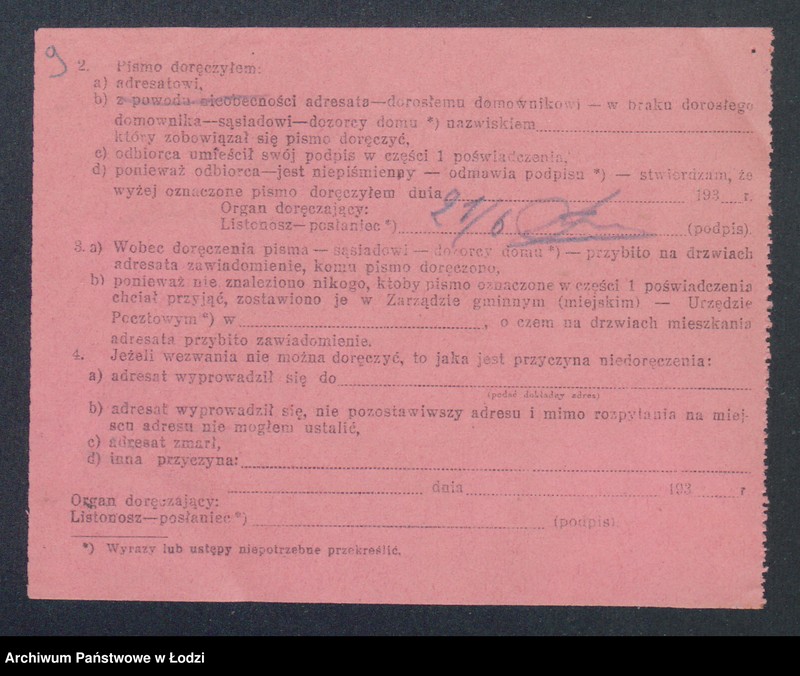 9
2. Pismo doręczyłem:
a) adresatowi,
b) z powodu nieobecności adresata—dorosłemu domownikowi — w braku dorosłego
domownika—sąsiadowi—dozorcy domu *) nazwiskiem
który zobowiązał się pismo doręczyć,
c) odbiorca umieścił swój podpis w części 1 poświadczenia,
d) ponieważ odbiorca—jest niepiśmienny — odmawia podpisu *) — stwierdzam, że
wyżej oznaczone pismo doręczyłem dnia 21/6 193 r.
Organ doręczający:
Listonosz—posłaniec *) (podpis).
3. a) Wobec doręczenia pisma — sąsiadowi — dozorcy domu *) — przybito na drzwiach
adresata zawiadomienie, komu pismo doręczono,
b) ponieważ nie znaleziono nikogo, ktoby pismo oznaczone w części 1 poświadczenia
chciał przyjąć, zostawiono je w Zarządzie gminnym (miejskim) — Urzędzie
Pocztowym *) w , o czem na drzwiach mieszkania
adresata przybito zawiadomienie.
4. Jeżeli wezwania nie można doręczyć, to jaka jest przyczyna niedoręczenia:
a) adresat wyprowadził się do
(podać dokładny adres)
b) adresat wyprowadził się, nie pozostawiwszy adresu i mimo rozpytania na miej-
scu adresu nie mogłem ustalić,
c) adresat zmarł,
d) inna przyczyna:
dnia 193 r
Organ doręczający:
Listonosz—posłaniec *) (podpis).
*) Wyrazy lub ustępy niepotrzebne przekreślić.
Archiwum Państwowe w Łodzi